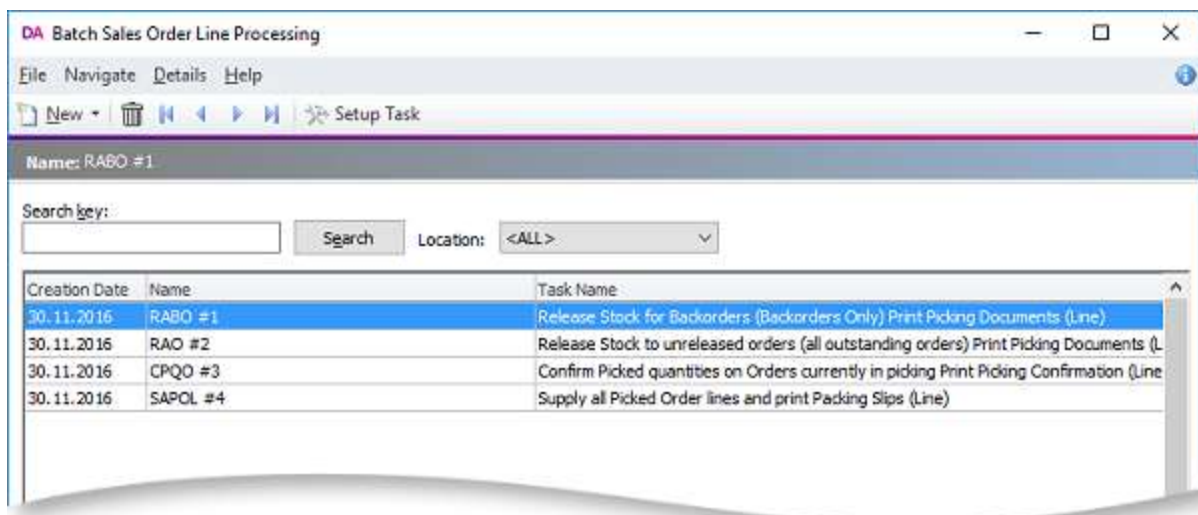 DA Batch Sales Order Line Processing
File Navigate Details Help
New Setup Task
Name: RABO #1
Search key:
Search Location: <ALL>
Creation Date Name Task Name
30.11.2016 RABO #1 Release Stock for Backorders (Backorders Only) Print Picking Documents (Line)
30.11.2016 RAO #2 Release Stock to unreleased orders (all outstanding orders) Print Picking Documents (L
30.11.2016 CPQO #3 Confirm Picked quantities on Orders currently in picking Print Picking Confirmation (Line
30.11.2016 SAPOL #4 Supply all Picked Order lines and print Packing Slips (Line)